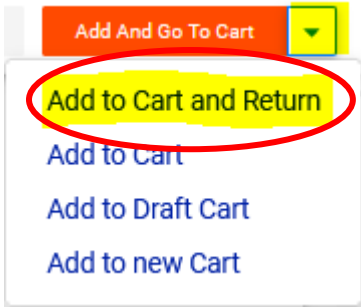 Add And Go To Cart
Add to Cart and Return
Add to Cart
Add to Draft Cart
Add to new Cart